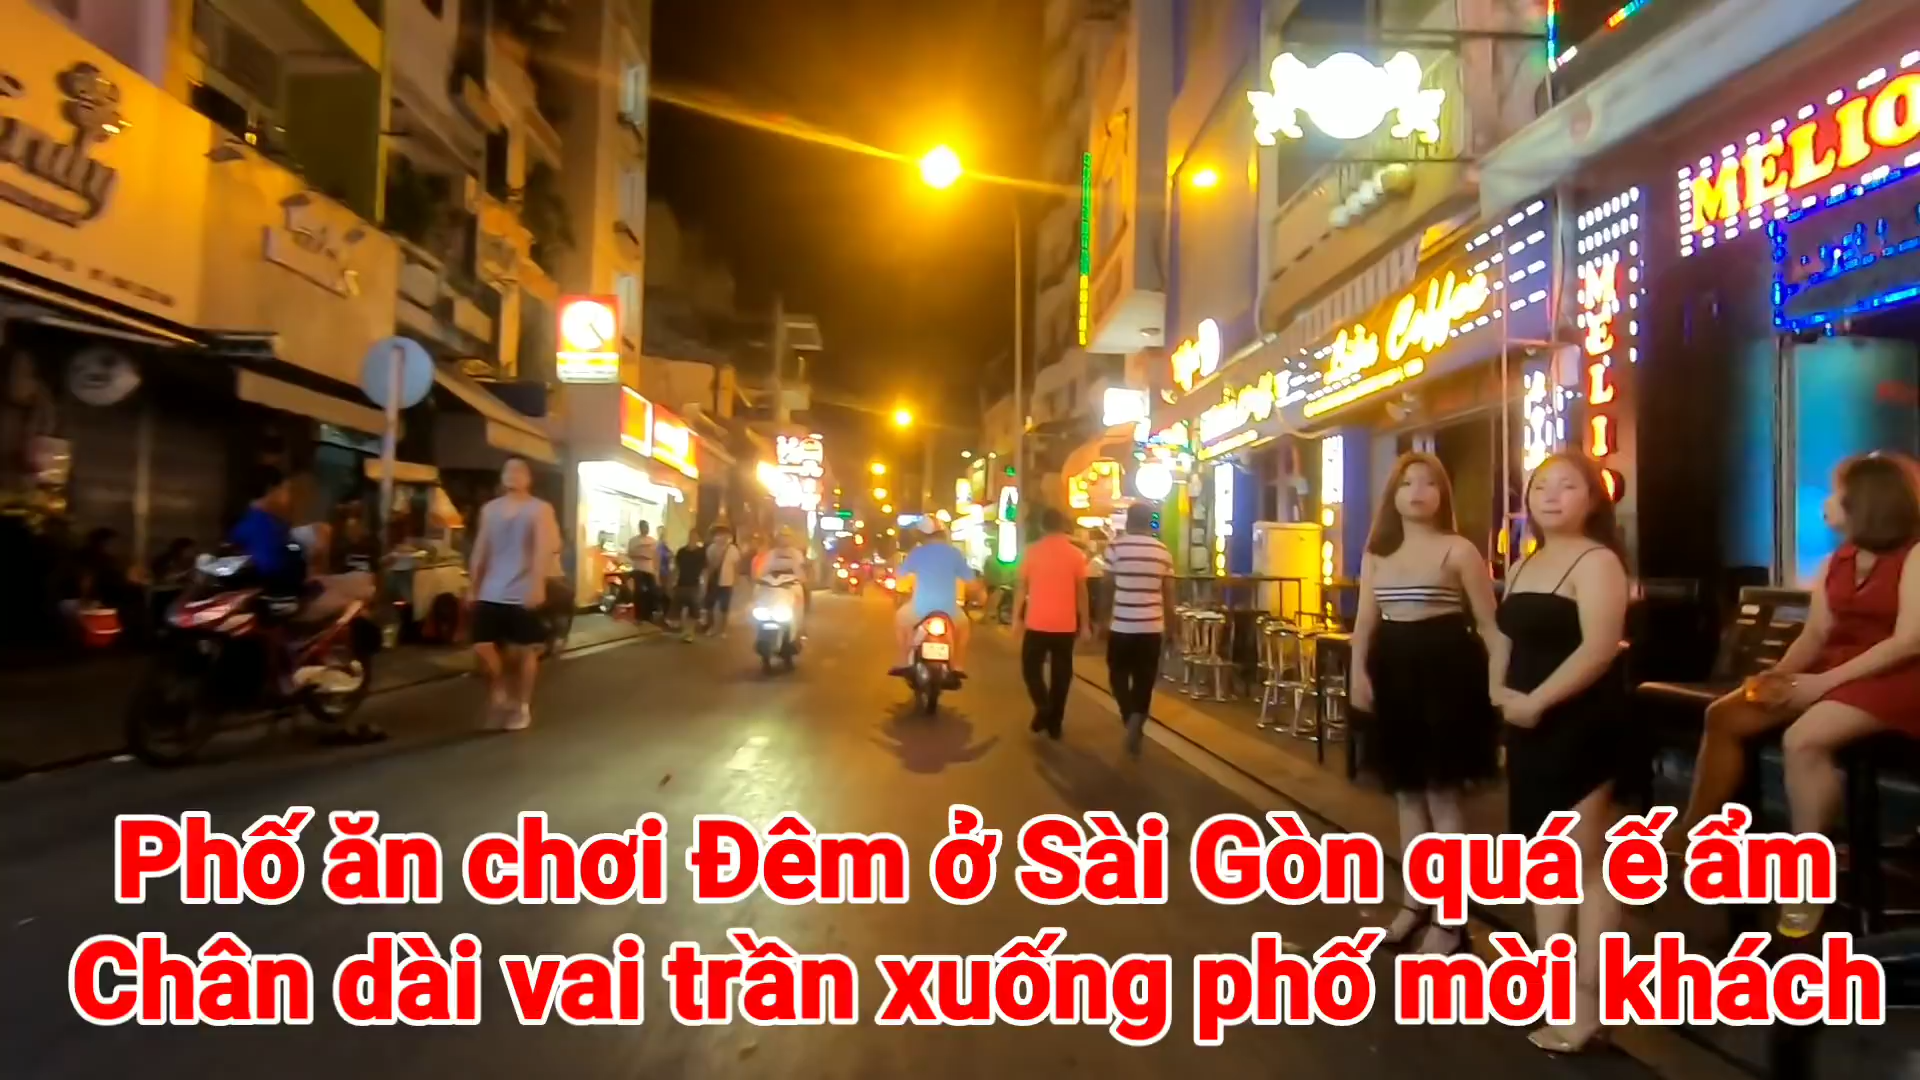 MELIO
Coffee
MELIO
Phố ăn chơi Đêm ở Sài Gòn quá ế ẩm
Chân dài vai trần xuống phố mời khách